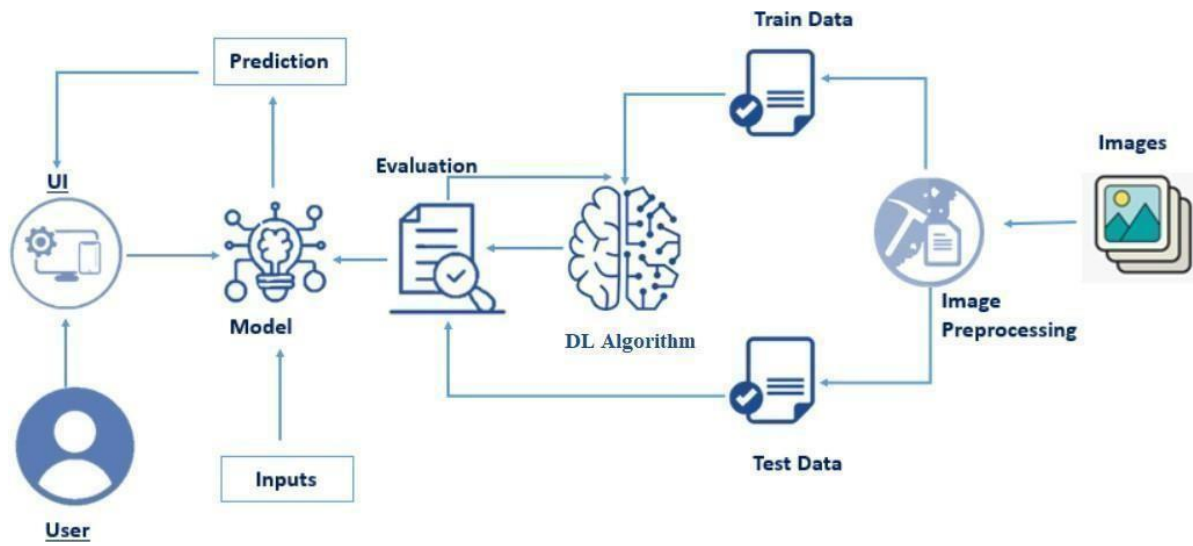 Train Data
Prediction
Images
Evaluation
UI
Image
Preprocessing
Model
DL Algorithm
Test Data
Inputs
User